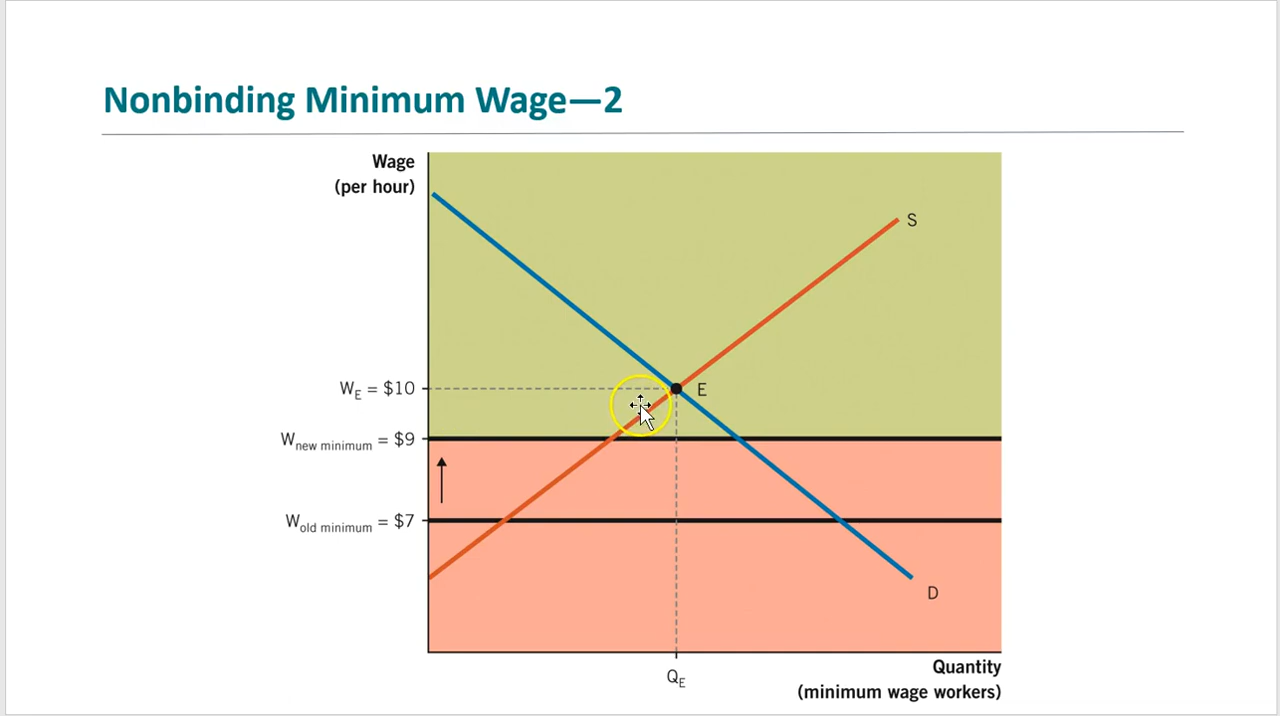 Nonbinding Minimum Wage—2
Wage
(per hour)
S
W_E = $10
E
W_new minimum = $9
W_old minimum = $7
D
Q_E
Quantity
(minimum wage workers)